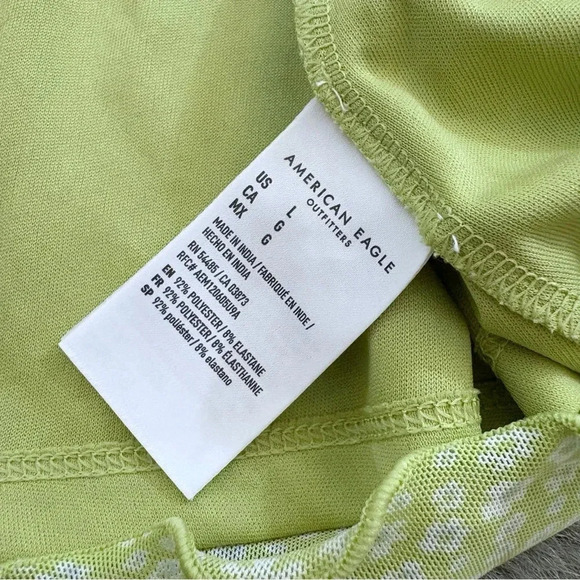 AMERICAN EAGLE
OUTFITTERS
US L
CA G
MX G
MADE IN INDIA / FABRIQUÉ EN INDE /
HECHO EN INDIA
RN 54485 / CA 03873
RFC# AEM120605U9A
EN 92% POLYESTER / 8% ELASTANE
FR 92% POLYESTER / 8% ÉLASTHANNE
SP 92% poliéster / 8% elastano